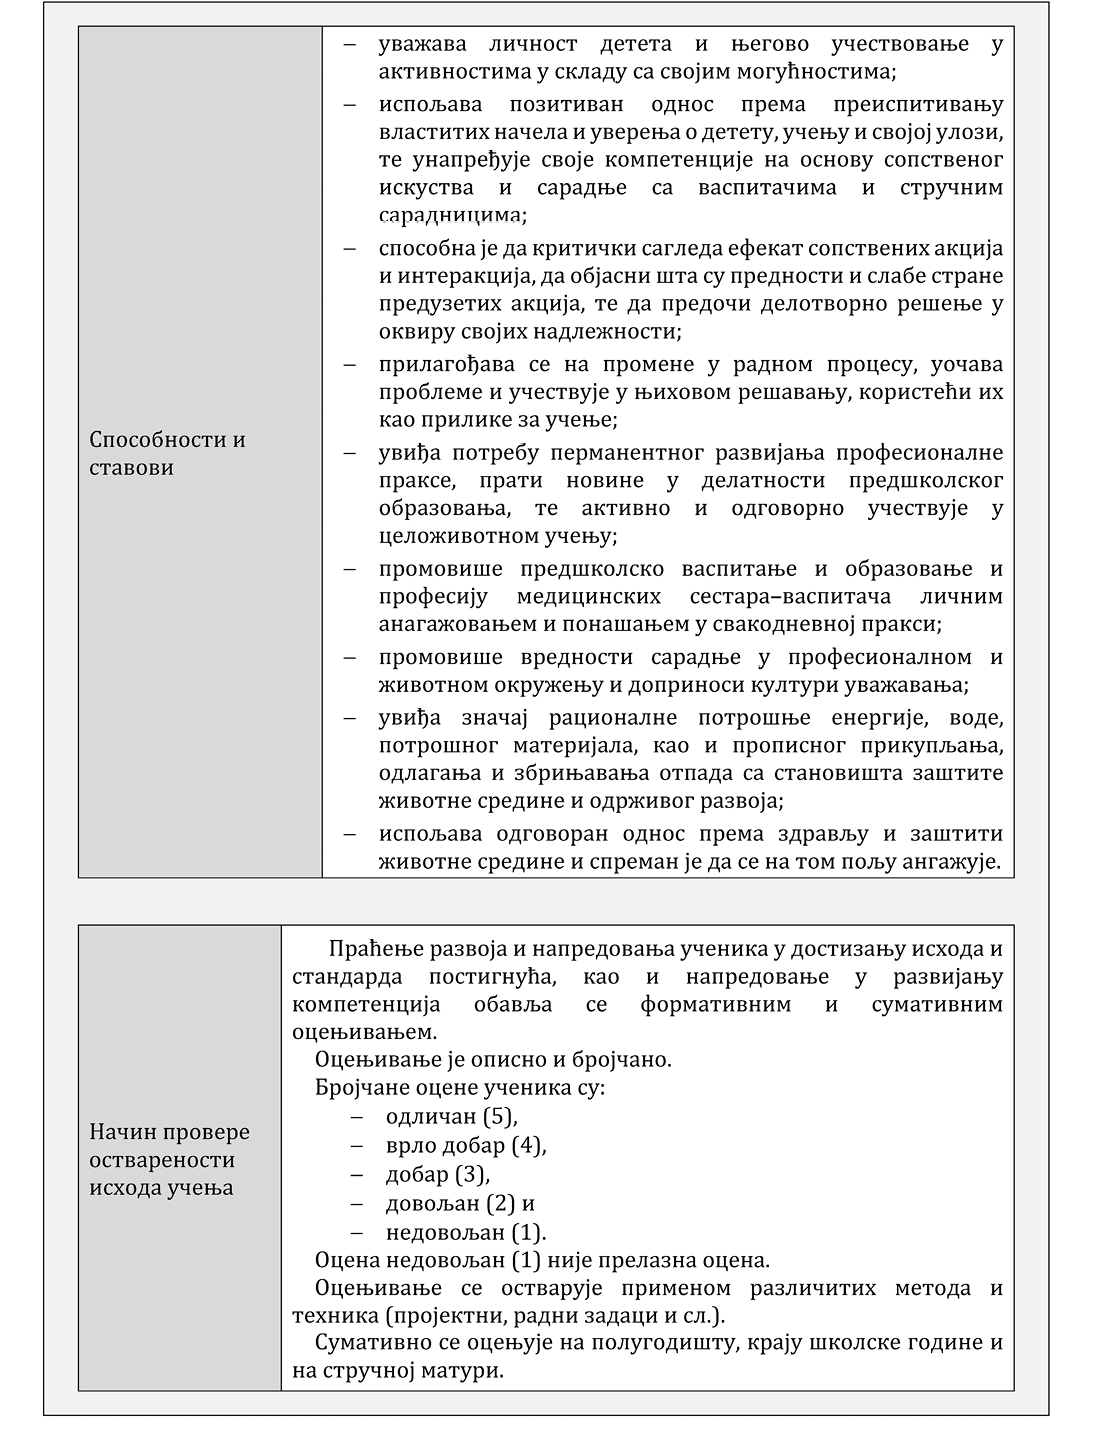 Способности и
ставови
– уважава личност детета и његово учествовање у
активностима у складу са својим могућностима;
– испољава позитиван однос према преиспитивању
властитих начела и уверења о детету, учењу и својој улози,
те унапређује своје компетенције на основу сопственог
искуства и сарадње са васпитачима и стручним
сарадницима;
– способна је да критички сагледа ефекат сопствених акција
и интеракција, да објасни шта су предности и слабе стране
предузетих акција, те да предочи делотворно решење у
оквиру својих надлежности;
– прилагођава се на промене у радном процесу, уочава
проблеме и учествује у њиховом решавању, користећи их
као прилике за учење;
– увиђа потребу перманентног развијања професионалне
праксе, прати новине у делатности предшколског
образовања, те активно и одговорно учествује у
целоживотном учењу;
– промовише предшколско васпитање и образовање и
професију медицинских сестара–васпитача личним
анагажовањем и понашањем у свакодневној пракси;
– промовише вредности сарадње у професионалном и
животном окружењу и доприноси култури уважавања;
– увиђа значај рационалне потрошње енергије, воде,
потрошног материјала, као и прописног прикупљања,
одлагања и збрињавања отпада са становишта заштите
животне средине и одрживог развоја;
– испољава одговоран однос према здрављу и заштити
животне средине и спреман је да се на том пољу ангажује.
Начин провере
остварености
исхода учења
Праћење развоја и напредовања ученика у достизању исхода и
стандарда постигнућа, као и напредовање у развијању
компетенција обавља се формативним и сумативним
оцењивањем.
Оцењивање је описно и бројчано.
Бројчане оцене ученика су:
– одличан (5),
– врло добар (4),
– добар (3),
– довољан (2) и
– недовољан (1).
Оцена недовољан (1) није прелазна оцена.
Оцењивање се остварује применом различитих метода и
техника (пројектни, радни задаци и сл.).
Сумативно се оцењује на полугодишту, крају школске године и
на стручној матури.